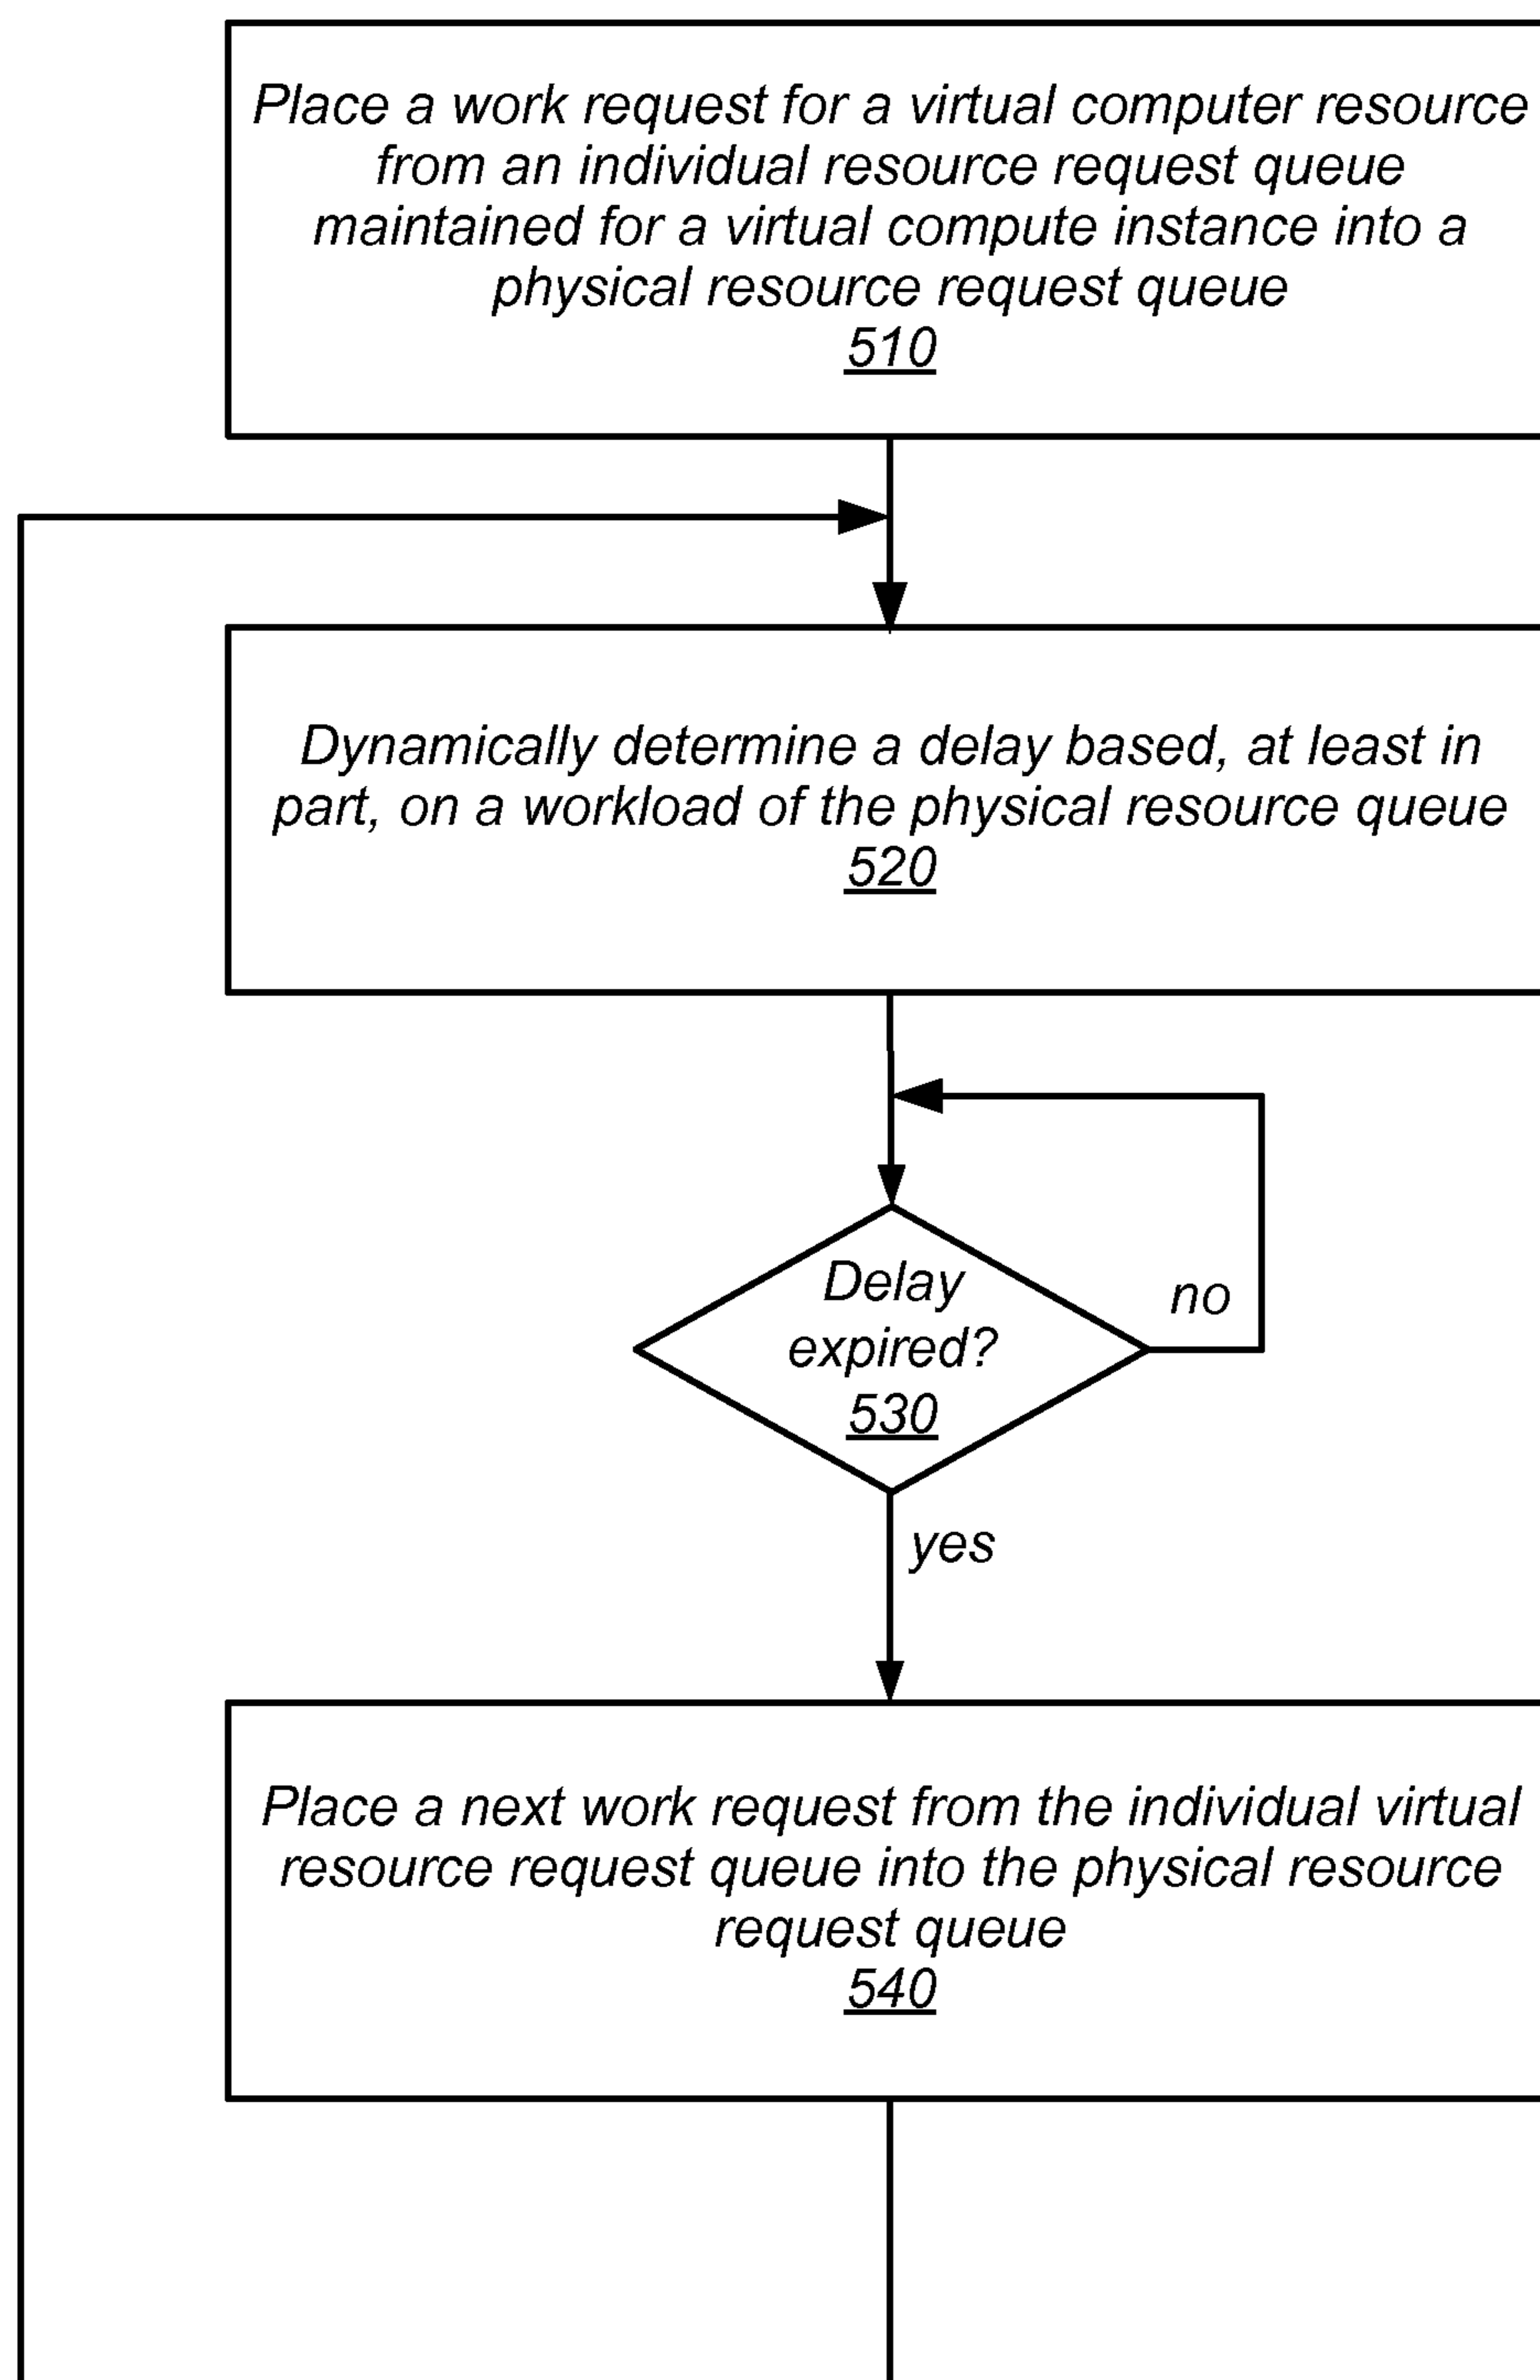 Place a work request for a virtual computer resource
from an individual resource request queue
maintained for a virtual compute instance into a
physical resource request queue
510
Dynamically determine a delay based, at least in
part, on a workload of the physical resource queue
520
Delay
expired?
530
no
yes
Place a next work request from the individual virtual
resource request queue into the physical resource
request queue
540